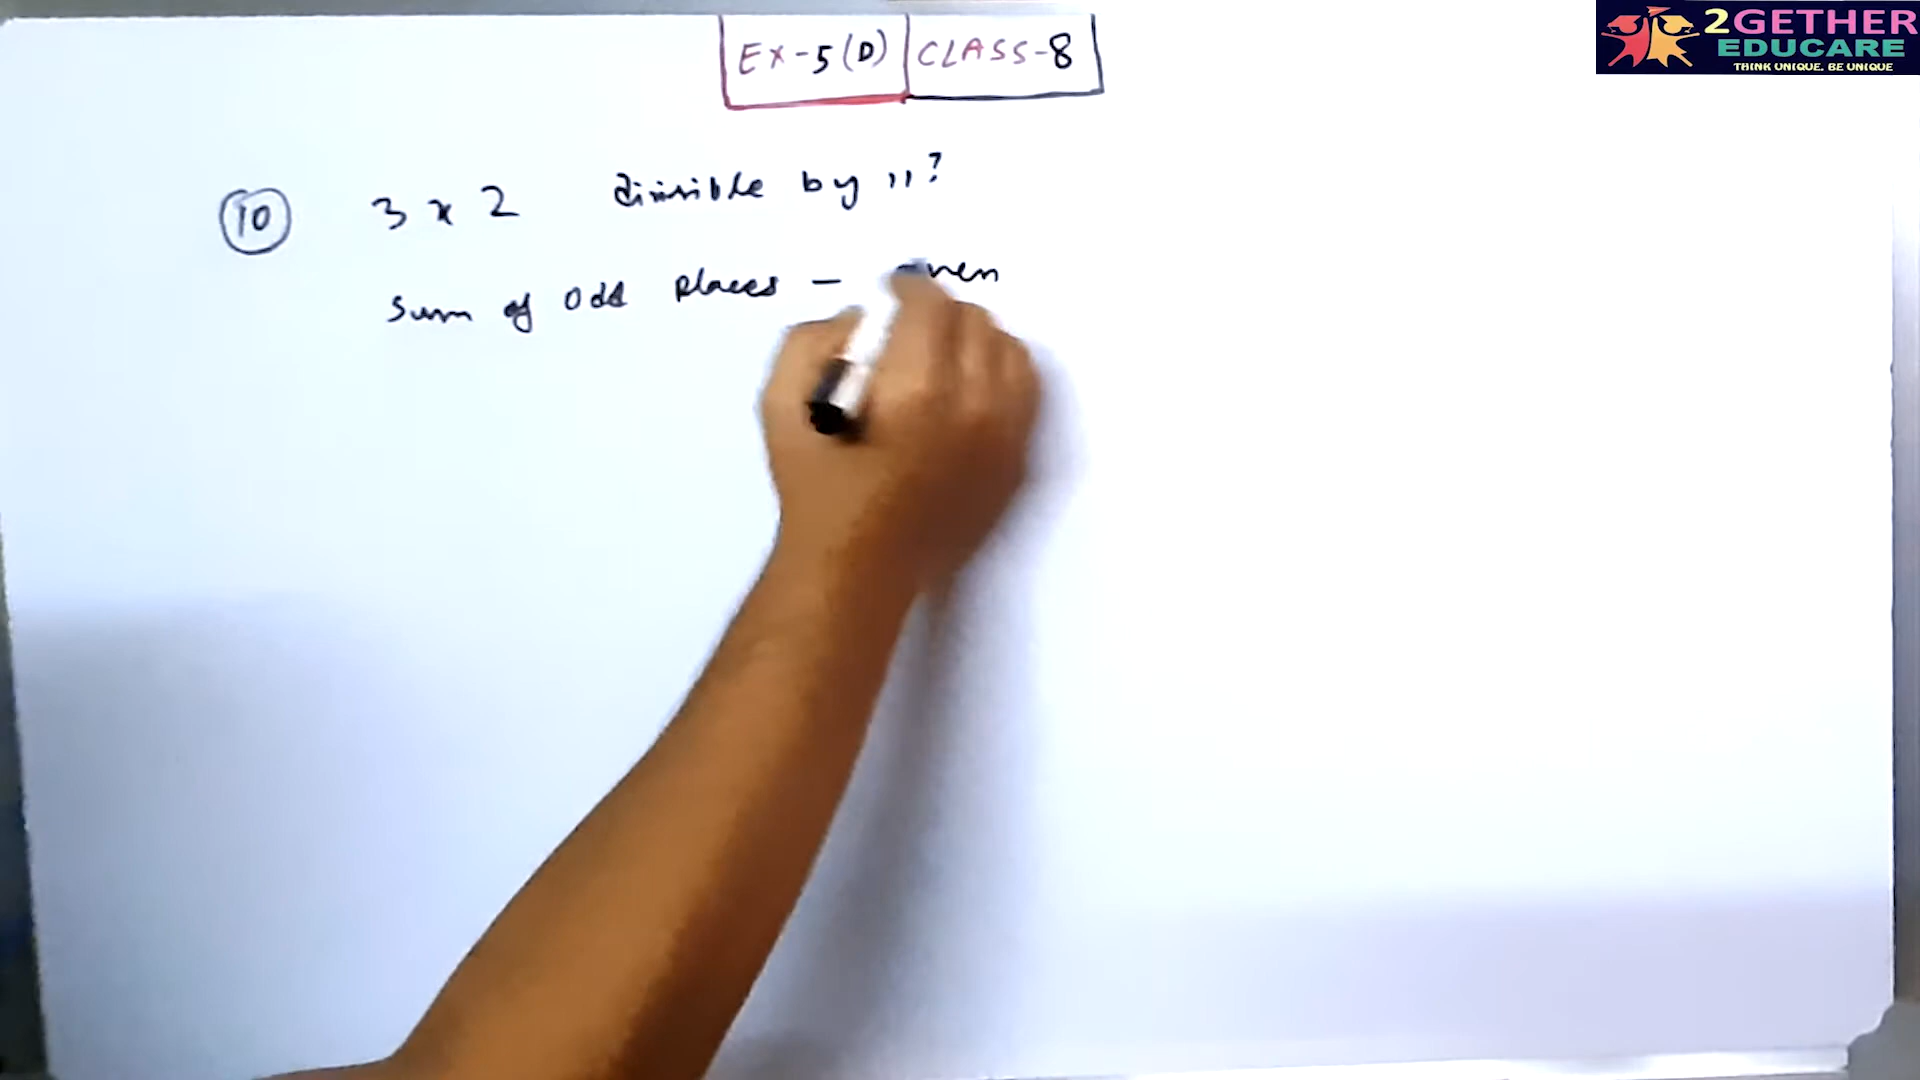 EX-5(D) CLASS-8
2GETHER
EDUCARE
THINK UNIQUE. BE UNIQUE
10 3 x 2 divisible by 11?
Sum of Odd places - even